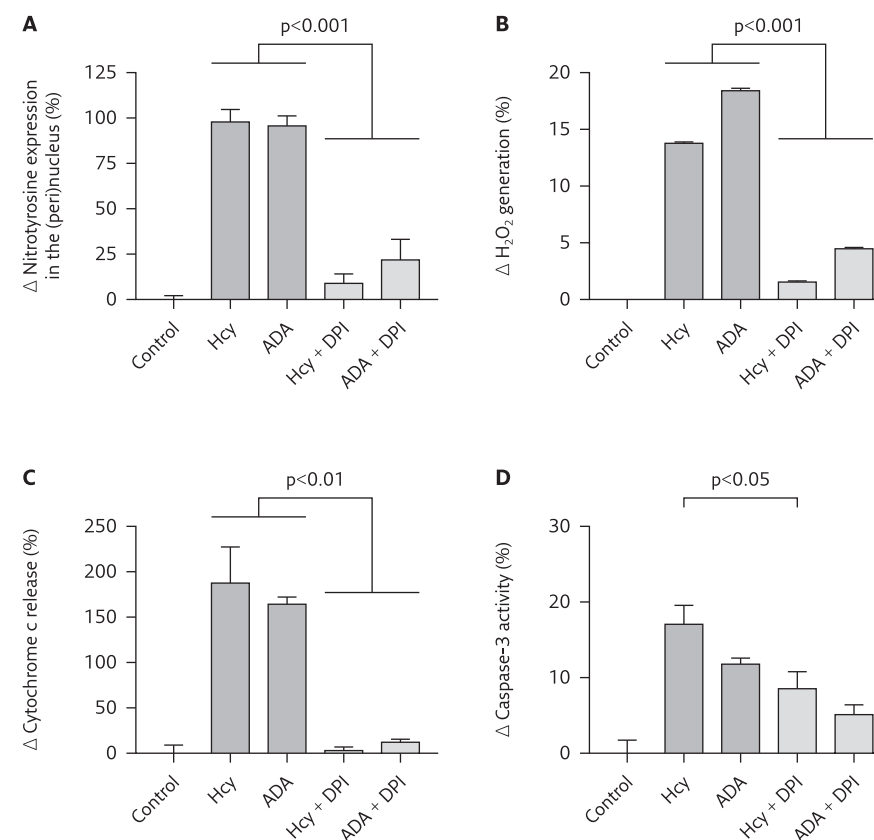 A
p<0.001
△ Nitrotyrosine expression
in the (peri)nucleus (%)
125
100
75
50
25
0
Control
Hcy
ADA
Hcy + DPI
ADA + DPI
B
p<0.001
△ H₂O₂ generation (%)
20
15
10
5
0
Control
Hcy
ADA
Hcy + DPI
ADA + DPI
C
p<0.01
△ Cytochrome c release (%)
250
200
150
100
50
0
Control
Hcy
ADA
Hcy + DPI
ADA + DPI
D
p<0.05
△ Caspase-3 activity (%)
30
20
10
0
Control
Hcy
ADA
Hcy + DPI
ADA + DPI